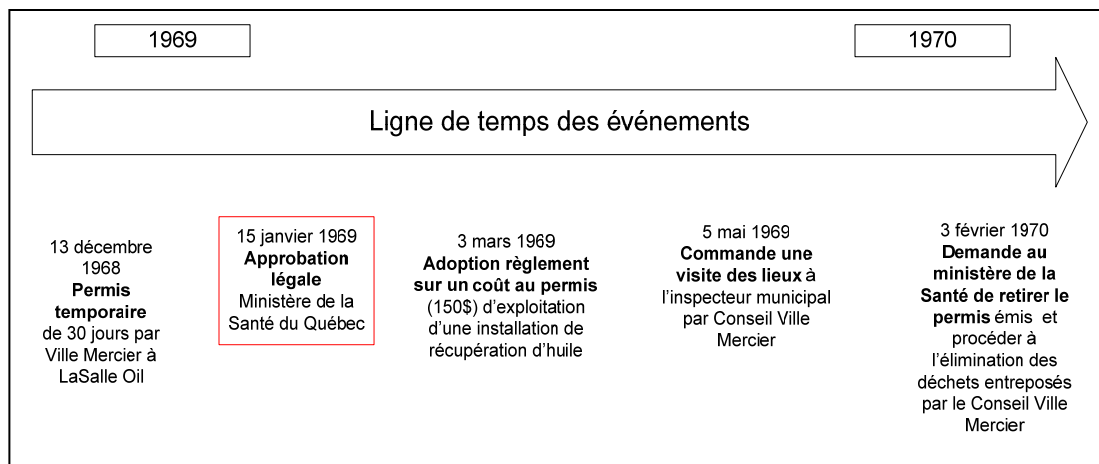 1969
1970
Ligne de temps des événements
13 décembre
1968
Permis
temporaire
de 30 jours par
Ville Mercier à
LaSalle Oil
15 janvier 1969
Approbation
légale
Ministère de la
Santé du Québec
3 mars 1969
Adoption règlement
sur un coût au permis
(150$) d'exploitation
d'une installation de
récupération d'huile
5 mai 1969
Commande une
visite des lieux à
l'inspecteur municipal
par Conseil Ville
Mercier
3 février 1970
Demande au
ministère de la
Santé de retirer le
permis émis et
procéder à
l'élimination des
déchets entreposés
par le Conseil Ville
Mercier